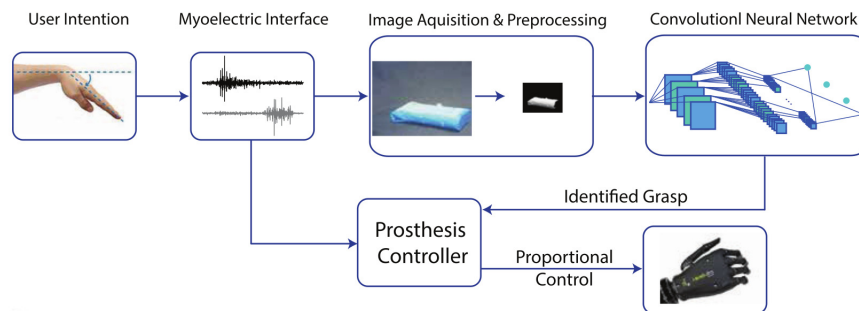 User Intention
Myoelectric Interface
Image Aquisition & Preprocessing
Convolutionl Neural Network
Identified Grasp
Prosthesis
Controller
Proportional
Control